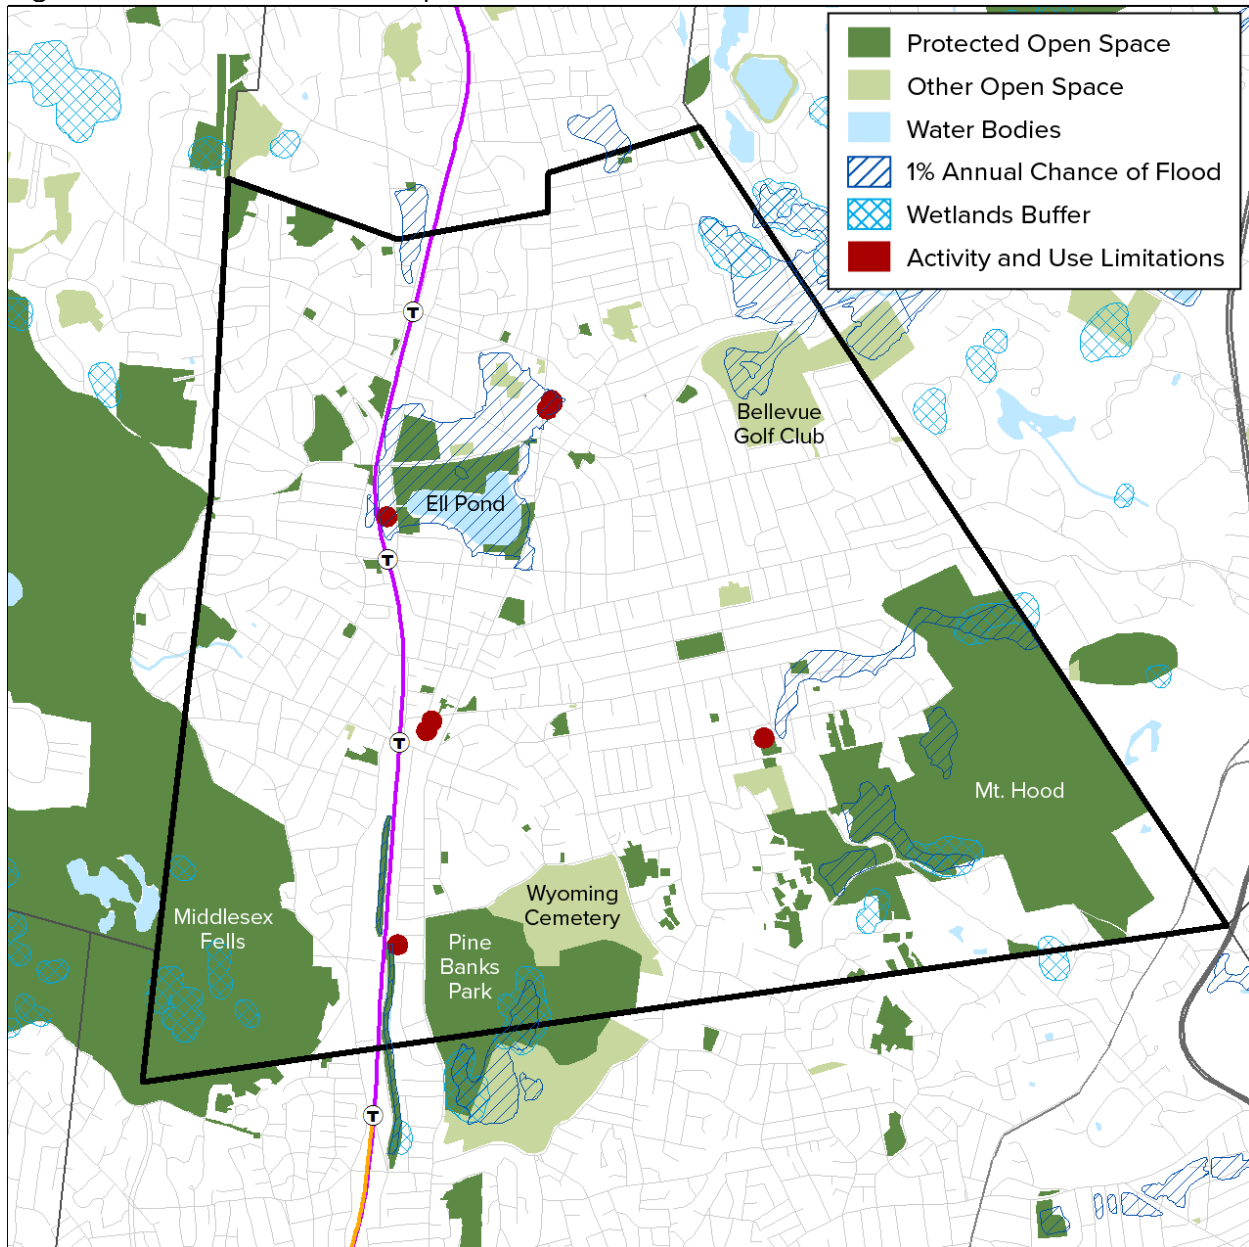 Protected Open Space
Other Open Space
Water Bodies
1% Annual Chance of Flood
Wetlands Buffer
Activity and Use Limitations
T
Bellevue
Golf Club
Ell Pond
T
T
Mt. Hood
Wyoming
Cemetery
Middlesex
Fells
Pine
Banks
Park
T